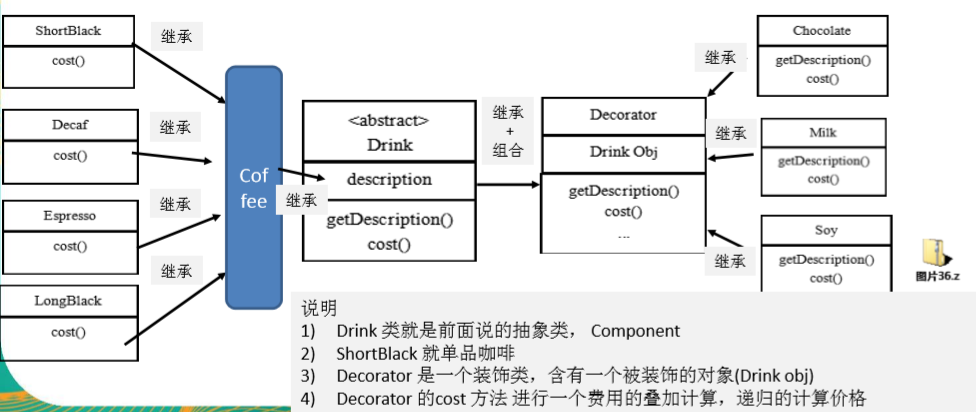 ShortBlack
cost()
继承
Decaf
cost()
继承
Espresso
cost()
继承
LongBlack
cost()
继承
Cof
fee
继承
<abstract>
Drink
description
getDescription()
cost()
继承
+
组合
Decorator
Drink Obj
getDescription()
cost()
...
继承
Chocolate
getDescription()
cost()
继承
Milk
getDescription()
cost()
继承
Soy
getDescription()
cost()
图片36.z
说明
1) Drink 类就是前面说的抽象类， Component
2) ShortBlack 就单品咖啡
3) Decorator 是一个装饰类，含有一个被装饰的对象(Drink obj)
4) Decorator 的cost 方法 进行一个费用的叠加计算，递归的计算价格